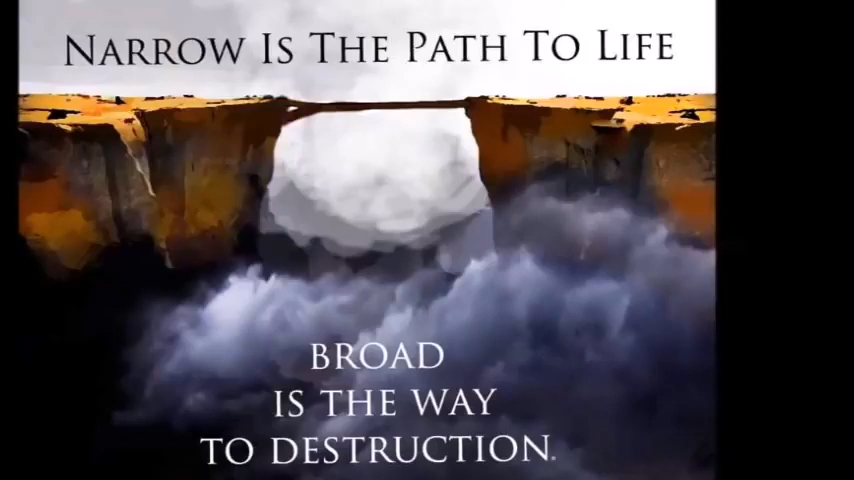 NARROW IS THE PATH TO LIFE
BROAD
IS THE WAY
TO DESTRUCTION.